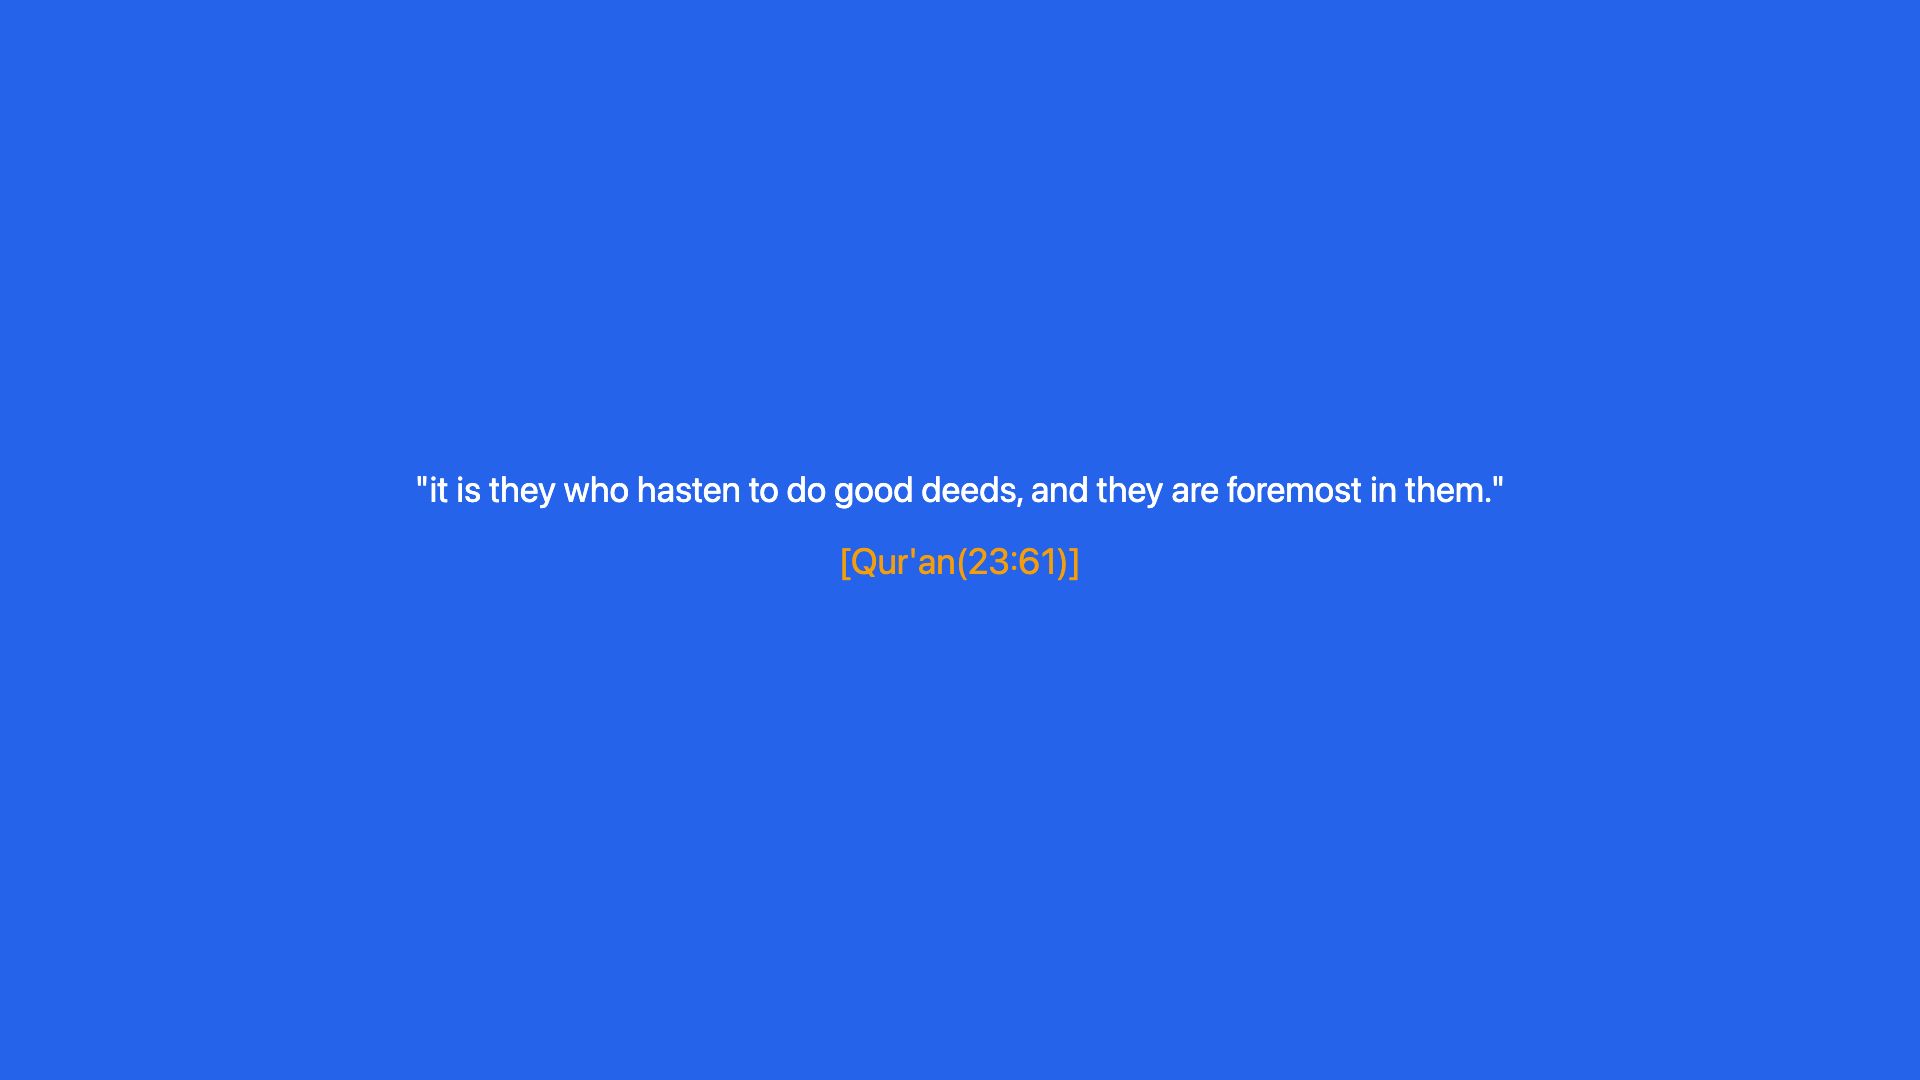 "it is they who hasten to do good deeds, and they are foremost in them."
[Qur'an(23:61)]